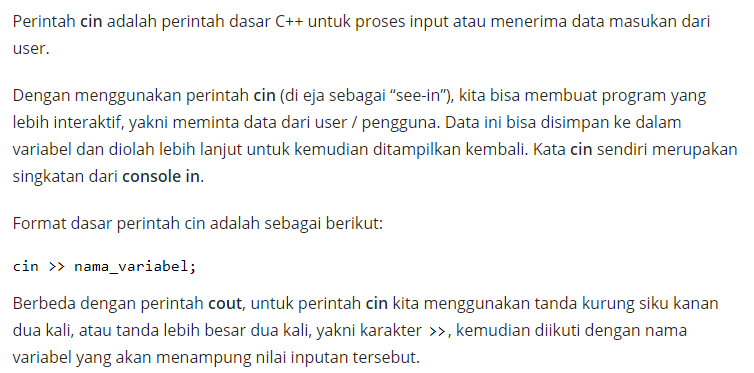 Perintah cin adalah perintah dasar C++ untuk proses input atau menerima data masukan dari
user.
Dengan menggunakan perintah cin (di eja sebagai “see-in”), kita bisa membuat program yang
lebih interaktif, yakni meminta data dari user / pengguna. Data ini bisa disimpan ke dalam
variabel dan diolah lebih lanjut untuk kemudian ditampilkan kembali. Kata cin sendiri merupakan
singkatan dari console in.
Format dasar perintah cin adalah sebagai berikut:
cin >> nama_variabel;
Berbeda dengan perintah cout, untuk perintah cin kita menggunakan tanda kurung siku kanan
dua kali, atau tanda lebih besar dua kali, yakni karakter >>, kemudian diikuti dengan nama
variabel yang akan menampung nilai inputan tersebut.